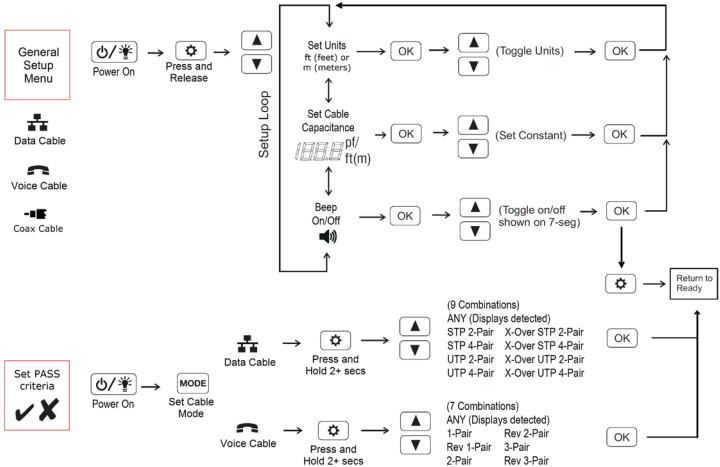 General
Setup
Menu
Power On
Press and
Release
Setup Loop
Set Units
ft (feet) or
m (meters)
OK
(Toggle Units)
OK
Data Cable
Voice Cable
Coax Cable
Set Cable
Capacitance
188.8 pf/
ft(m)
OK
(Set Constant)
OK
Beep
On/Off
OK
(Toggle on/off
shown on 7-seg)
OK
Return to
Ready
Set PASS
criteria
Power On
MODE
Set Cable
Mode
Data Cable
Press and
Hold 2+ secs
(9 Combinations)
ANY (Displays detected)
STP 2-Pair X-Over STP 2-Pair
STP 4-Pair X-Over STP 4-Pair
UTP 2-Pair X-Over UTP 2-Pair
UTP 4-Pair X-Over UTP 4-Pair
OK
Voice Cable
Press and
Hold 2+ secs
(7 Combinations)
ANY (Displays detected)
1-Pair Rev 2-Pair
Rev 1-Pair 3-Pair
2-Pair Rev 3-Pair
OK